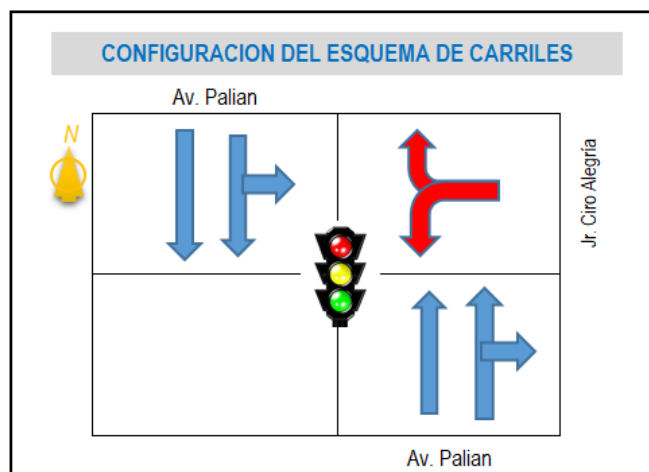 CONFIGURACION DEL ESQUEMA DE CARRILES
Av. Palian
N
Jr. Ciro Alegría
Av. Palian